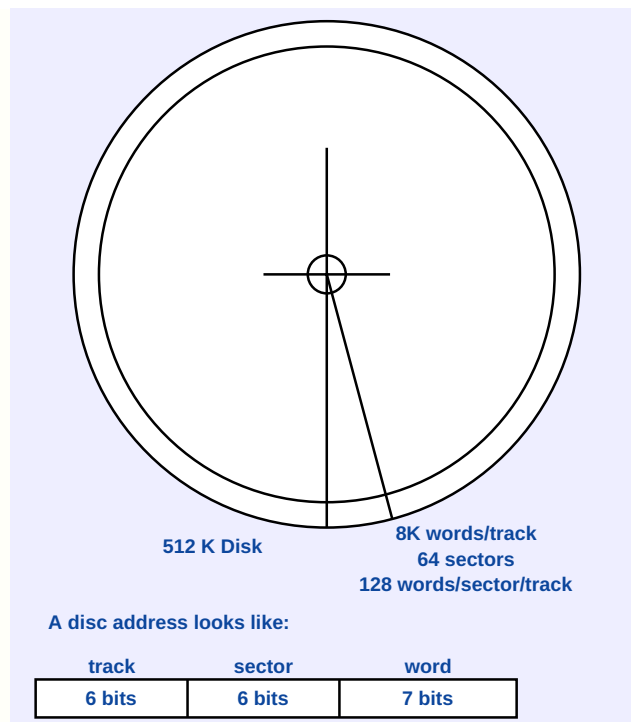 512 K Disk
8K words/track
64 sectors
128 words/sector/track
A disc address looks like:
track sector word
6 bits 6 bits 7 bits